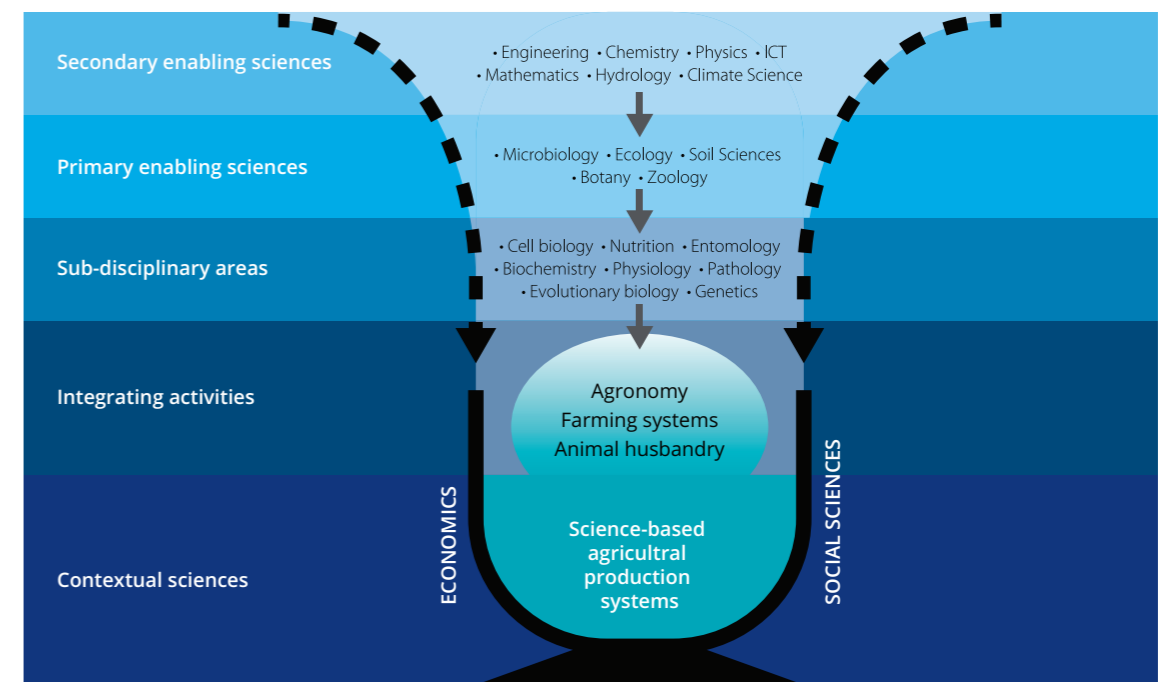 Secondary enabling sciences
• Engineering • Chemistry • Physics • ICT
• Mathematics • Hydrology • Climate Science
Primary enabling sciences
• Microbiology • Ecology • Soil Sciences
• Botany • Zoology
Sub-disciplinary areas
• Cell biology • Nutrition • Entomology
• Biochemistry • Physiology • Pathology
• Evolutionary biology • Genetics
Integrating activities
Agronomy
Farming systems
Animal husbandry
ECONOMICS
SOCIAL SCIENCES
Contextual sciences
Science-based
agricultral
production
systems